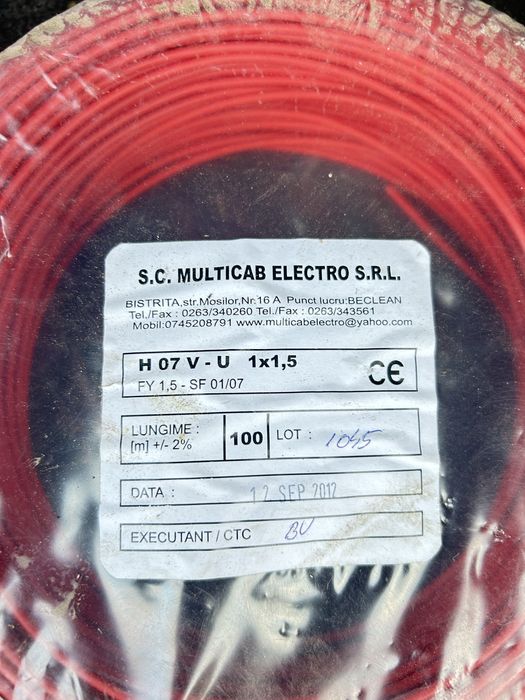 S.C. MULTICAB ELECTRO S.R.L.
BISTRITA,str.Mosilor,Nr.16 A Punct lucru:BECLEAN
Tel./Fax : 0263/340260 Tel./Fax : 0263/343561
Mobil:0745208791 www.multicabelectro@yahoo.com
H 07 V - U 1x1,5
FY 1,5 - SF 01/07
CE
LUNGIME :
[m] +/- 2%
100
LOT : 1045
DATA : 12 SEP 2012
EXECUTANT / CTC BU